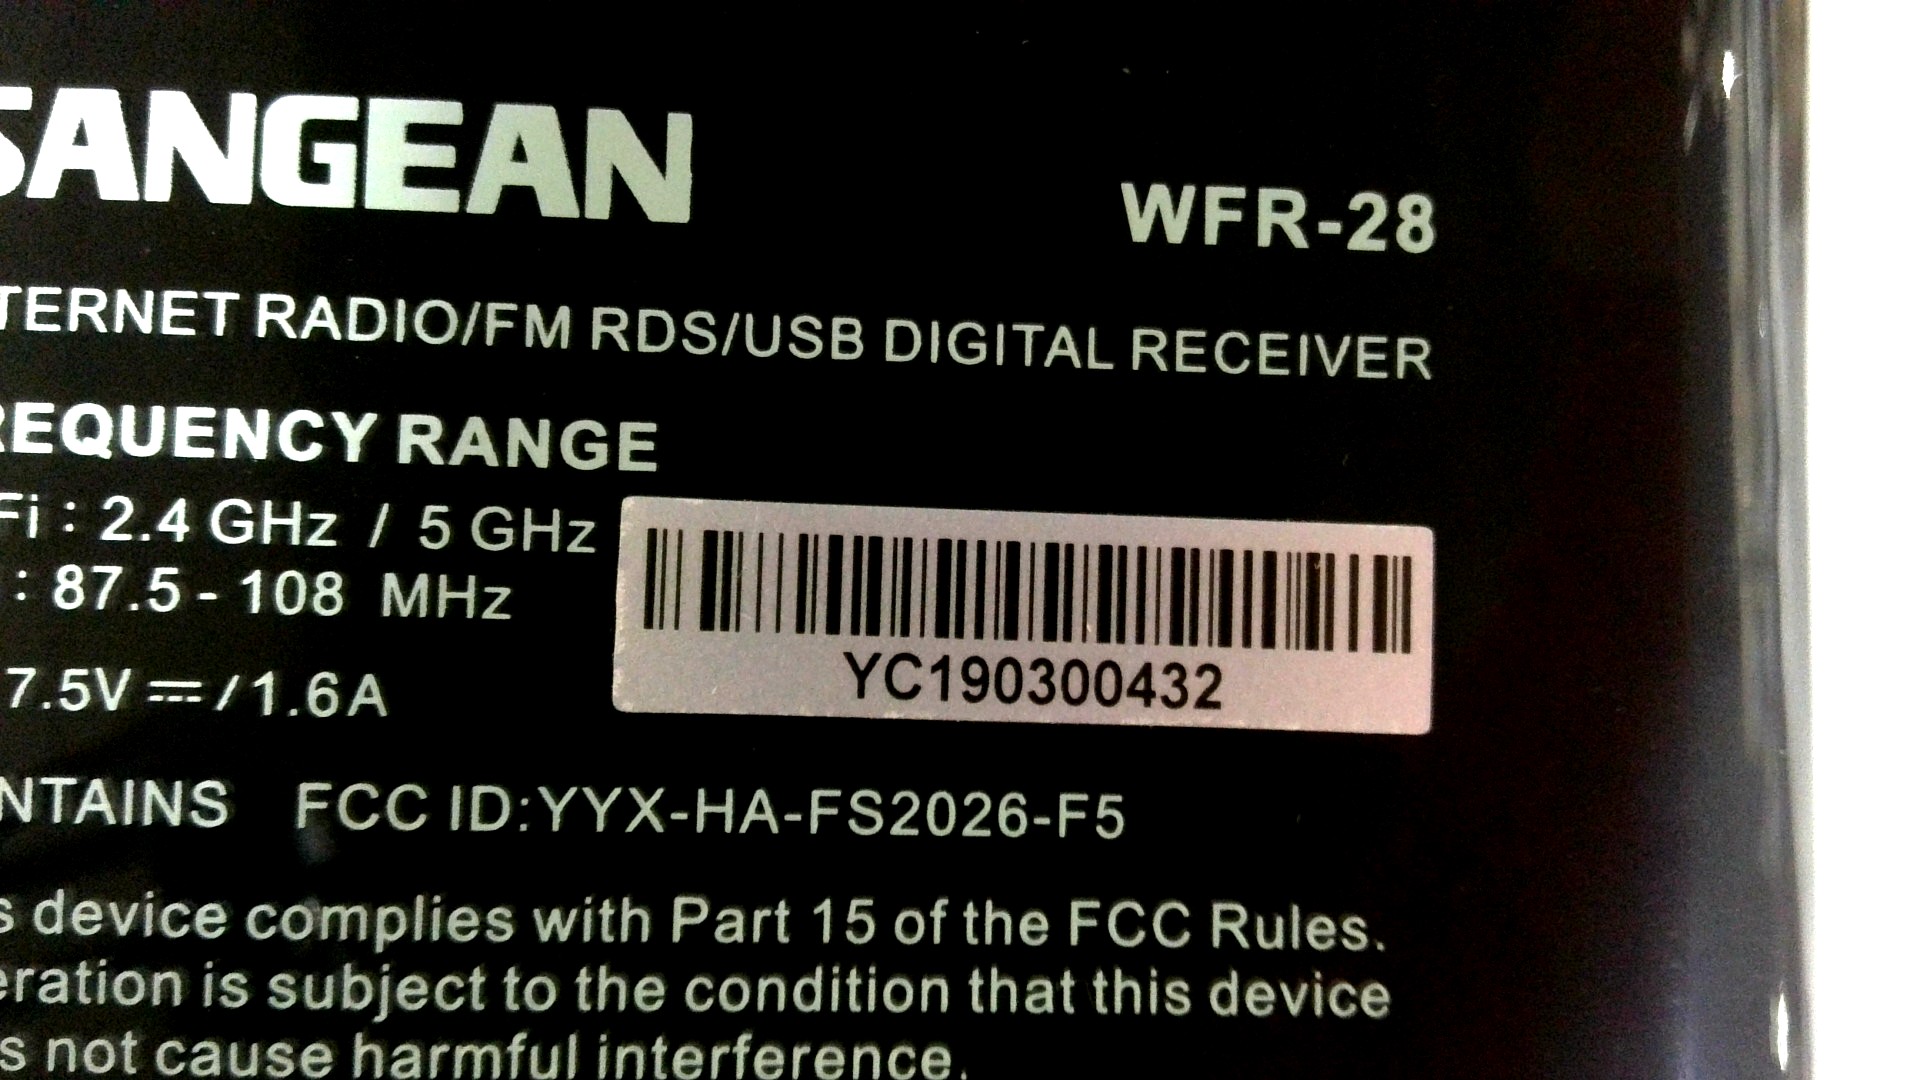 SANGEAN
WFR-28
TERNET RADIO/FM RDS/USB DIGITAL RECEIVER
REQUENCY RANGE
Fi : 2.4 GHz / 5 GHz
: 87.5 - 108 MHz
7.5V ⎓ / 1.6A
YC190300432
NTAINS FCC ID:YYX-HA-FS2026-F5
s device complies with Part 15 of the FCC Rules.
eration is subject to the condition that this device
s not cause harmful interference.